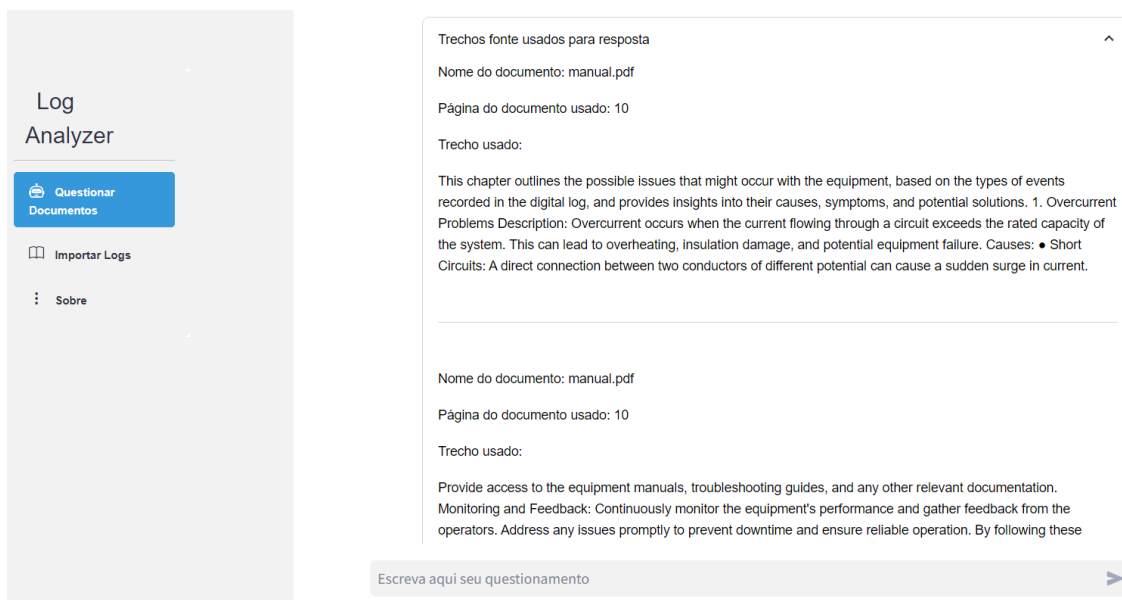 Log
Analyzer
Questionar
Documentos
Importar Logs
Sobre
Trechos fonte usados para resposta
Nome do documento: manual.pdf
Página do documento usado: 10
Trecho usado:
This chapter outlines the possible issues that might occur with the equipment, based on the types of events
recorded in the digital log, and provides insights into their causes, symptoms, and potential solutions. 1. Overcurrent
Problems Description: Overcurrent occurs when the current flowing through a circuit exceeds the rated capacity of
the system. This can lead to overheating, insulation damage, and potential equipment failure. Causes: ● Short
Circuits: A direct connection between two conductors of different potential can cause a sudden surge in current.
Nome do documento: manual.pdf
Página do documento usado: 10
Trecho usado:
Provide access to the equipment manuals, troubleshooting guides, and any other relevant documentation.
Monitoring and Feedback: Continuously monitor the equipment's performance and gather feedback from the
operators. Address any issues promptly to prevent downtime and ensure reliable operation. By following these
Escreva aqui seu questionamento